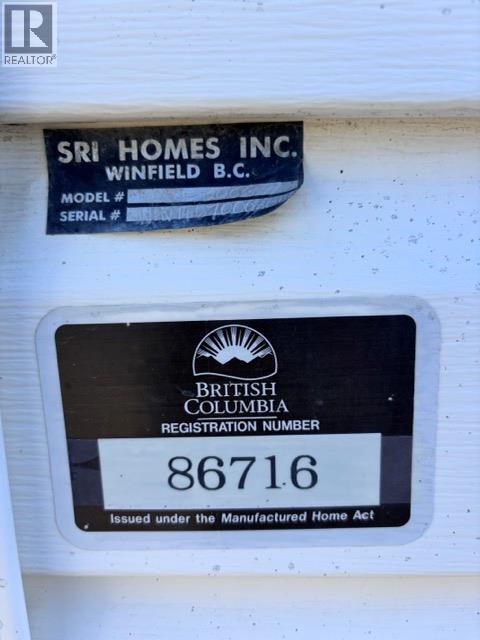 R
REALTOR®
SRI HOMES INC.
WINFIELD B.C.
MODEL #
SERIAL #
BRITISH
COLUMBIA
REGISTRATION NUMBER
86716
Issued under the Manufactured Home Act